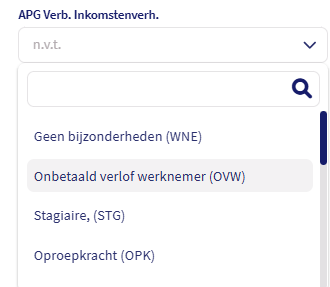 APG Verb. Inkomstenverh.
n.v.t.
Geen bijzonderheden (WNE)
Onbetaald verlof werknemer (OVW)
Stagiaire, (STG)
Oproepkracht (OPK)